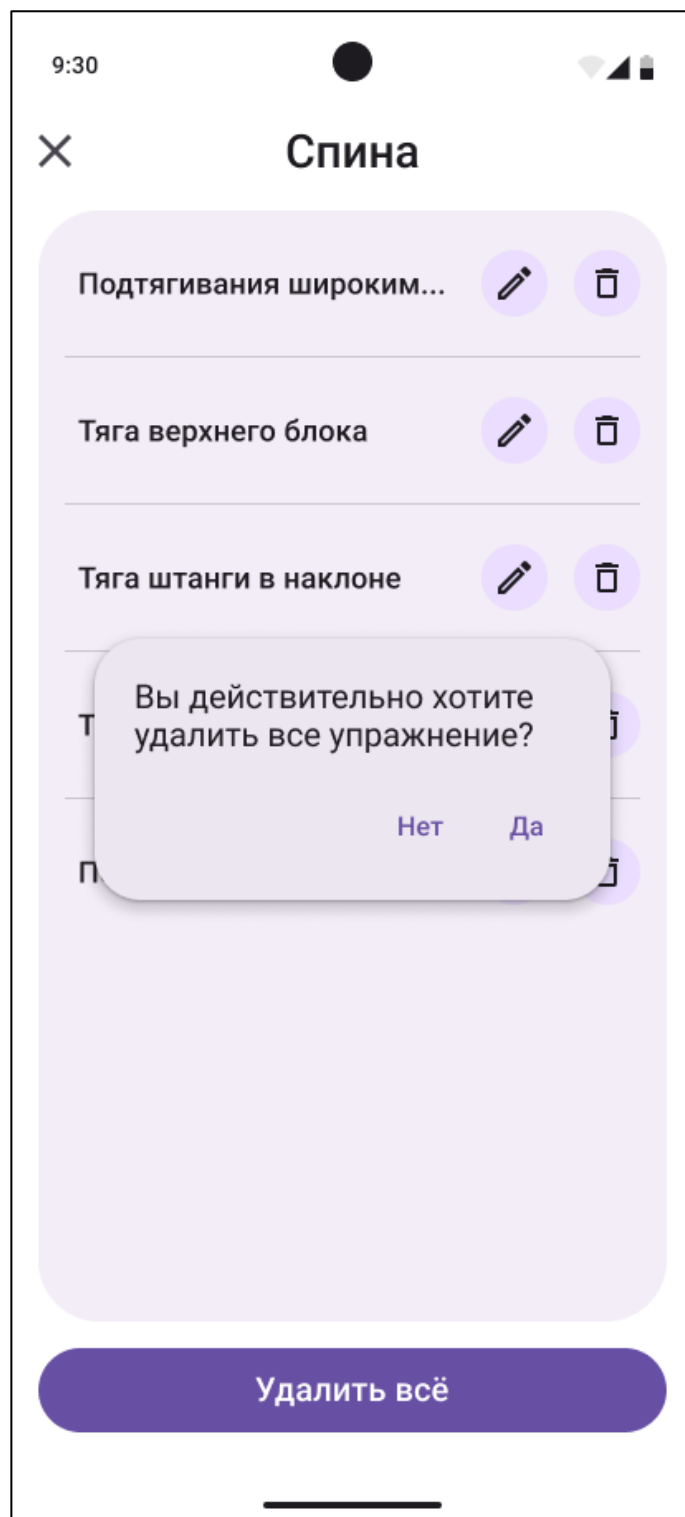 9:30
Спина
Подтягивания широким...
Тяга верхнего блока
Тяга штанги в наклоне
Вы действительно хотите
удалить все упражнение?
Нет Да
Удалить всё